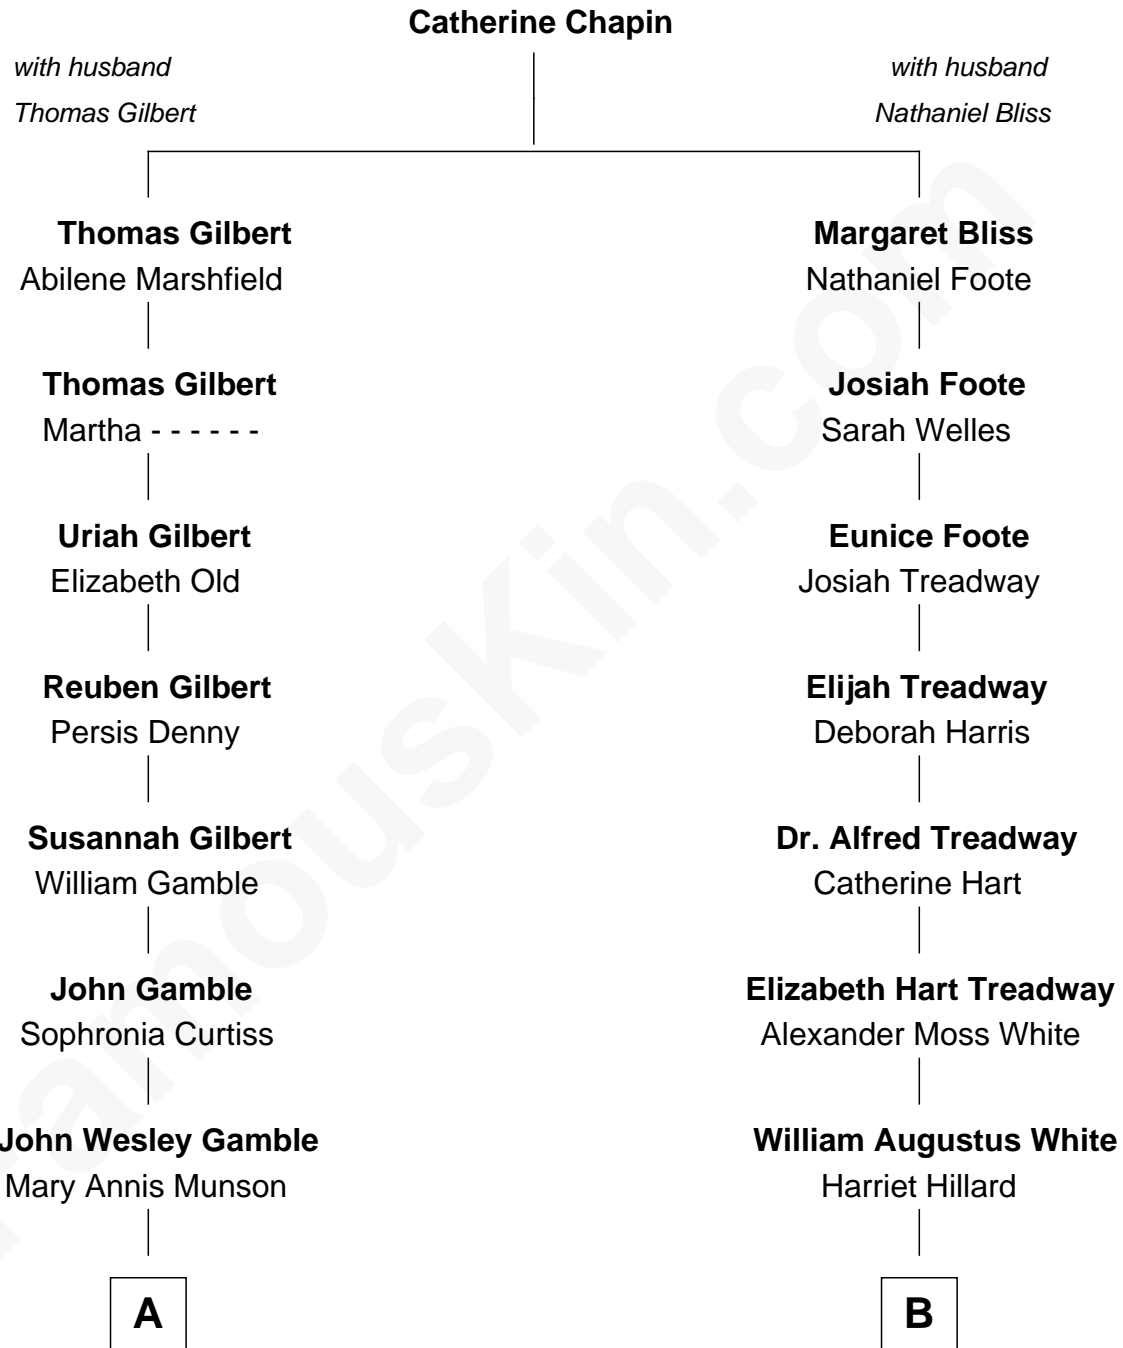 Catherine Chapin
with husband
Thomas Gilbert
with husband
Nathaniel Bliss
Thomas Gilbert
Abilene Marshfield
Margaret Bliss
Nathaniel Foote
Thomas Gilbert
Martha - - - - - -
Josiah Foote
Sarah Welles
Uriah Gilbert
Elizabeth Old
Eunice Foote
Josiah Treadway
Reuben Gilbert
Persis Denny
Elijah Treadway
Deborah Harris
Susannah Gilbert
William Gamble
Dr. Alfred Treadway
Catherine Hart
John Gamble
Sophronia Curtiss
Elizabeth Hart Treadway
Alexander Moss White
John Wesley Gamble
Mary Annis Munson
William Augustus White
Harriet Hillard
A
B
FamousKin.com